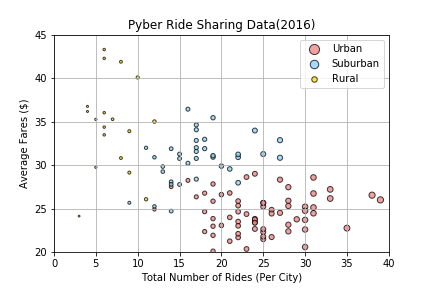 Pyber Ride Sharing Data(2016)
Urban
Suburban
Rural
Average Fares ($)
45
40
35
30
25
20
0 5 10 15 20 25 30 35 40
Total Number of Rides (Per City)